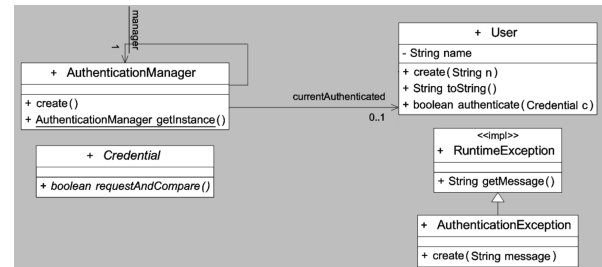 manager
1
+ AuthenticationManager
+ create()
+ AuthenticationManager getInstance()
currentAuthenticated
0..1
+ User
- String name
+ create(String n)
+ String toString()
+ boolean authenticate(Credential c)
+ Credential
+ boolean requestAndCompare()
<<impl>>
+ RuntimeException
+ String getMessage()
+ AuthenticationException
+ create(String message)